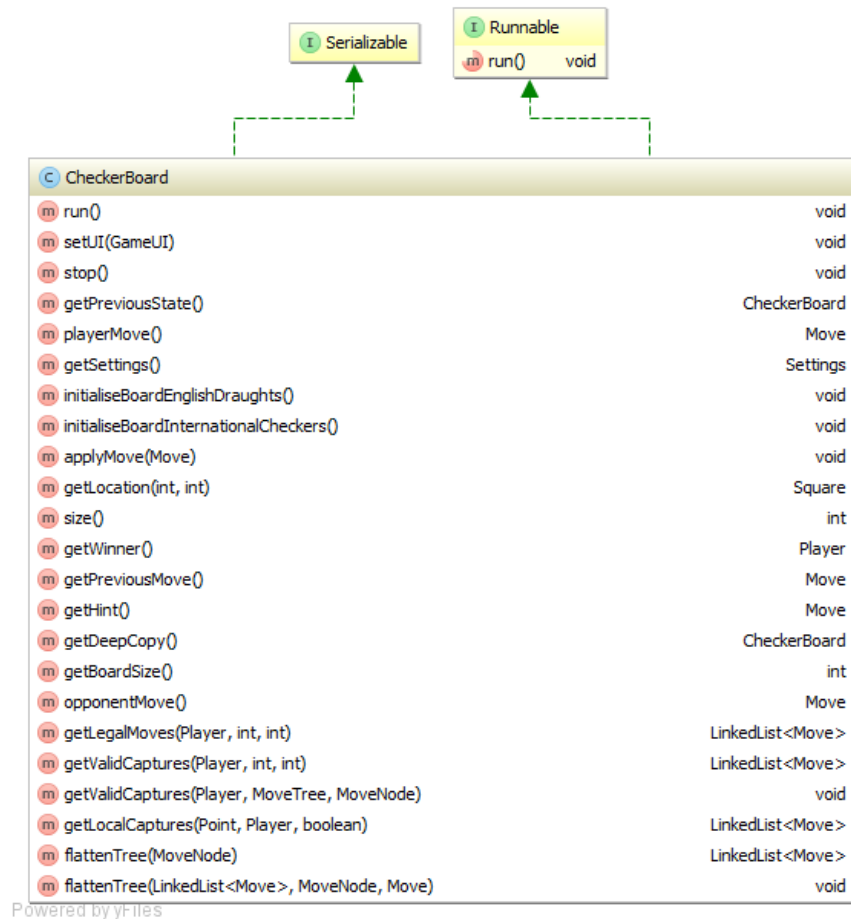 I Serializable
I Runnable
m run() void
C CheckerBoard
m run() void
m setUI(GameUI) void
m stop() void
m getPreviousState() CheckerBoard
m playerMove() Move
m getSettings() Settings
m initialiseBoardEnglishDraughts() void
m initialiseBoardInternationalCheckers() void
m applyMove(Move) void
m getLocation(int, int) Square
m size() int
m getWinner() Player
m getPreviousMove() Move
m getHint() Move
m getDeepCopy() CheckerBoard
m getBoardSize() int
m opponentMove() Move
m getLegalMoves(Player, int, int) LinkedList<Move>
m getValidCaptures(Player, int, int) LinkedList<Move>
m getValidCaptures(Player, MoveTree, MoveNode) void
m getLocalCaptures(Point, Player, boolean) LinkedList<Move>
m flattenTree(MoveNode) LinkedList<Move>
m flattenTree(LinkedList<Move>, MoveNode, Move) void
Powered by yFiles